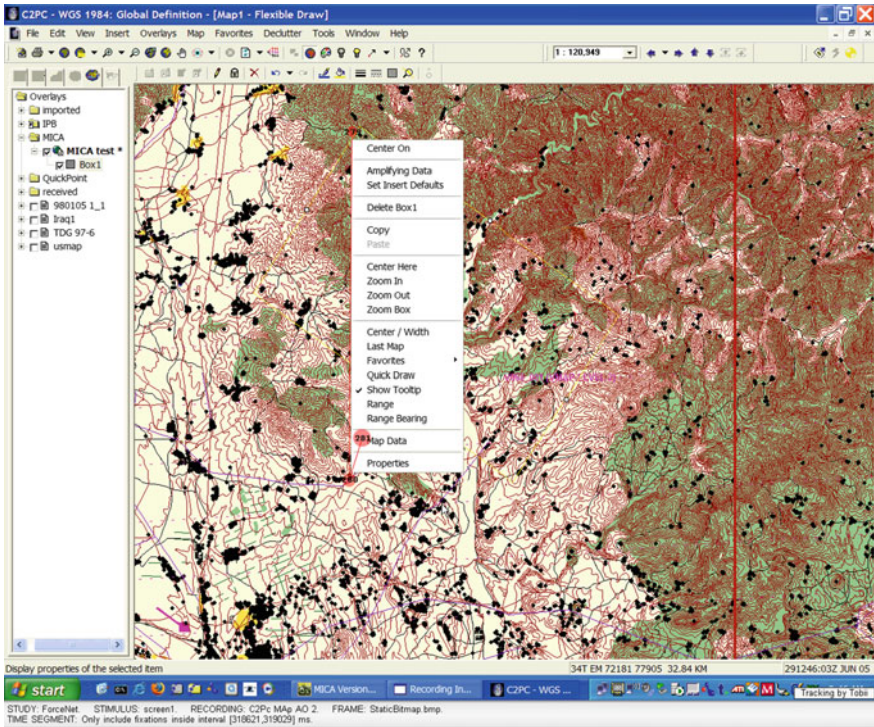 C2PC - WGS 1984: Global Definition - [Map1 - Flexible Draw]
File Edit View Insert Overlays Map Favorites Declutter Tools Window Help
1 : 120,949
Overlays
imported
IPB
MICA
MICA test *
Box1
QuickPoint
received
980105 1_1
Iraq1
TDG 97-6
usmap
Center On
Amplifying Data
Set Insert Defaults
Delete Box1
Copy
Paste
Center Here
Zoom In
Zoom Out
Zoom Box
Center / Width
Last Map
Favorites
Quick Draw
Show Tooltip
Range
Range Bearing
281 Map Data
Properties
Display properties of the selected item
34T EM 72181 77905 32.84 KM
291246:03Z JUN 05
start
MICA Version...
Recording In...
C2PC - WGS ...
Tracking by Tobii
STUDY: ForceNet. STIMULUS: screen1. RECORDING: C2Pc MAp AO 2. FRAME: StaticBitmap.bmp.
TIME SEGMENT: Only include fixations inside interval [318621,319029] ms.